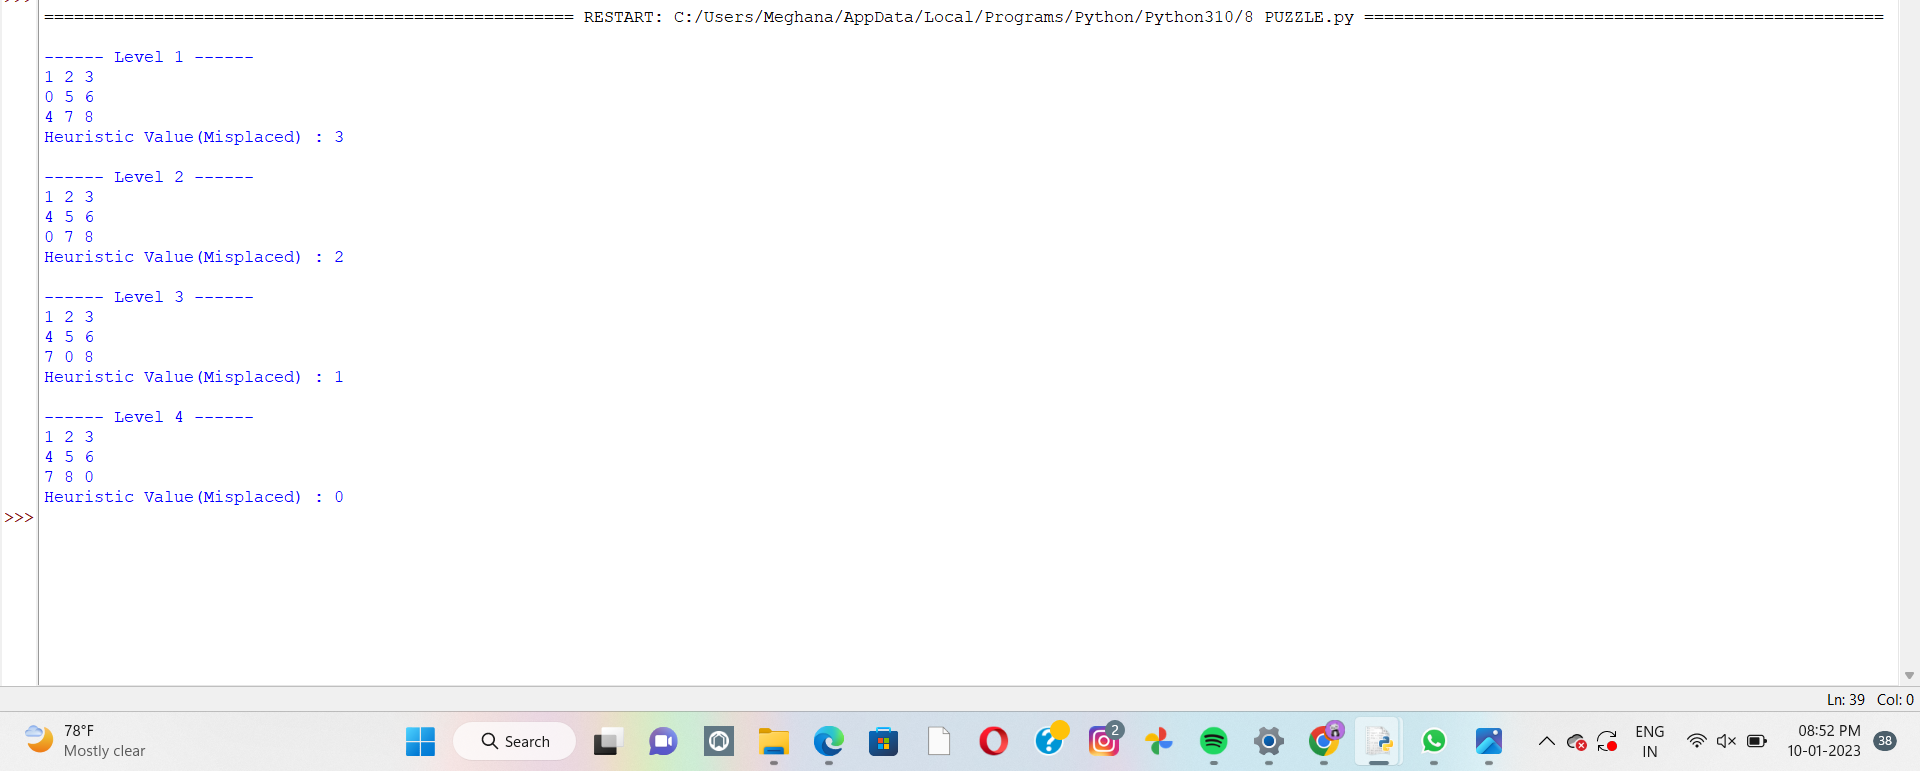 >>>
==================================================== RESTART: C:/Users/Meghana/AppData/Local/Programs/Python/Python310/8 PUZZLE.py ====================================================
------ Level 1 ------
1 2 3
0 5 6
4 7 8
Heuristic Value(Misplaced) : 3
------ Level 2 ------
1 2 3
4 5 6
0 7 8
Heuristic Value(Misplaced) : 2
------ Level 3 ------
1 2 3
4 5 6
7 0 8
Heuristic Value(Misplaced) : 1
------ Level 4 ------
1 2 3
4 5 6
7 8 0
Heuristic Value(Misplaced) : 0
>>>
Ln: 39 Col: 0
78°F
Mostly clear
Search
2
ENG
IN
08:52 PM
10-01-2023
38